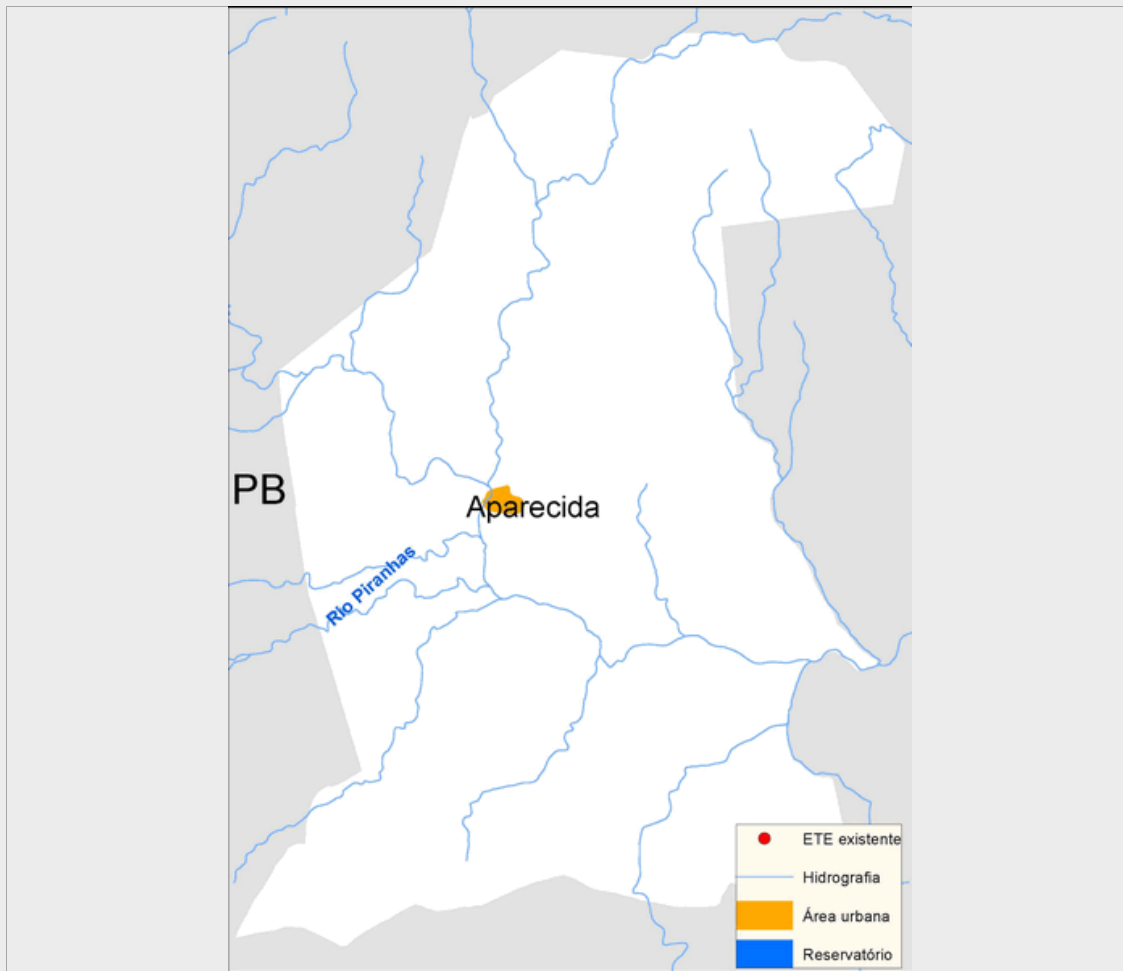 PB
Aparecida
Rio Piranhas
ETE existente
Hidrografia
Área urbana
Reservatório